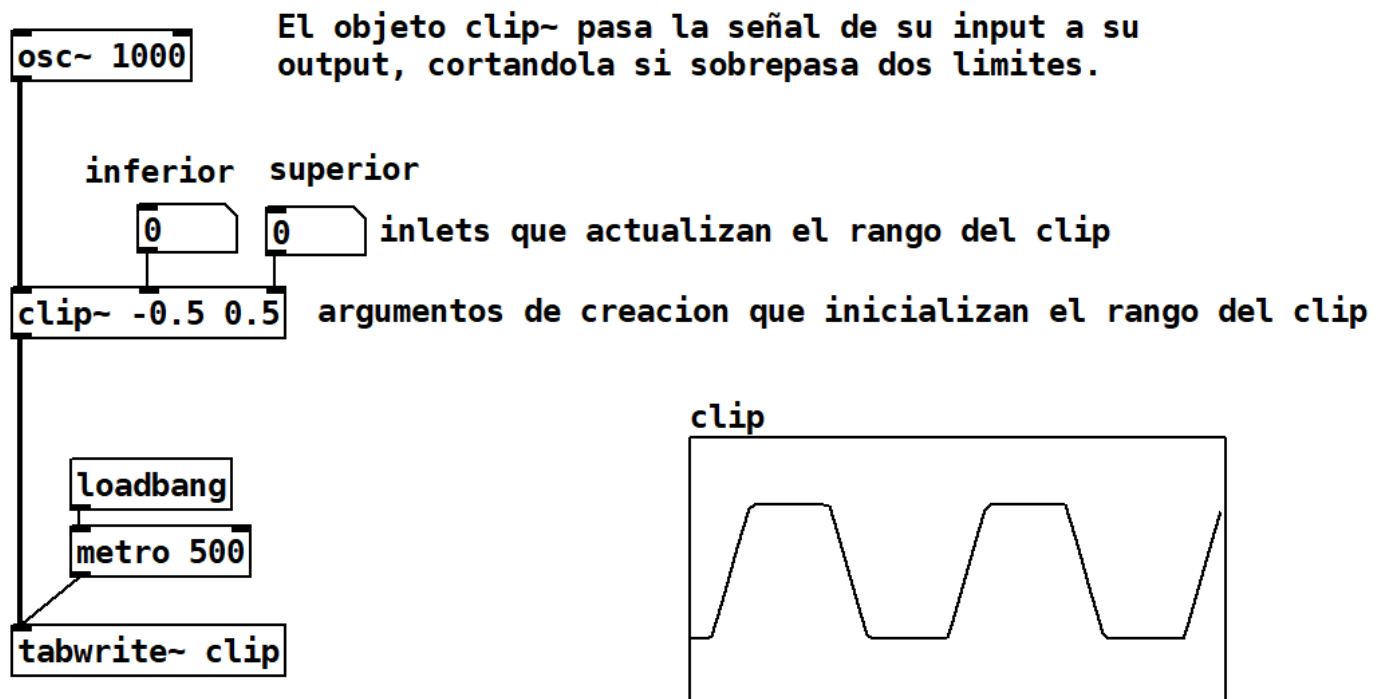 osc~ 1000
El objeto clip~ pasa la señal de su input a su
output, cortandola si sobrepasa dos limites.
inferior superior
0 0 inlets que actualizan el rango del clip
clip~ -0.5 0.5 argumentos de creacion que inicializan el rango del clip
clip
loadbang
metro 500
tabwrite~ clip